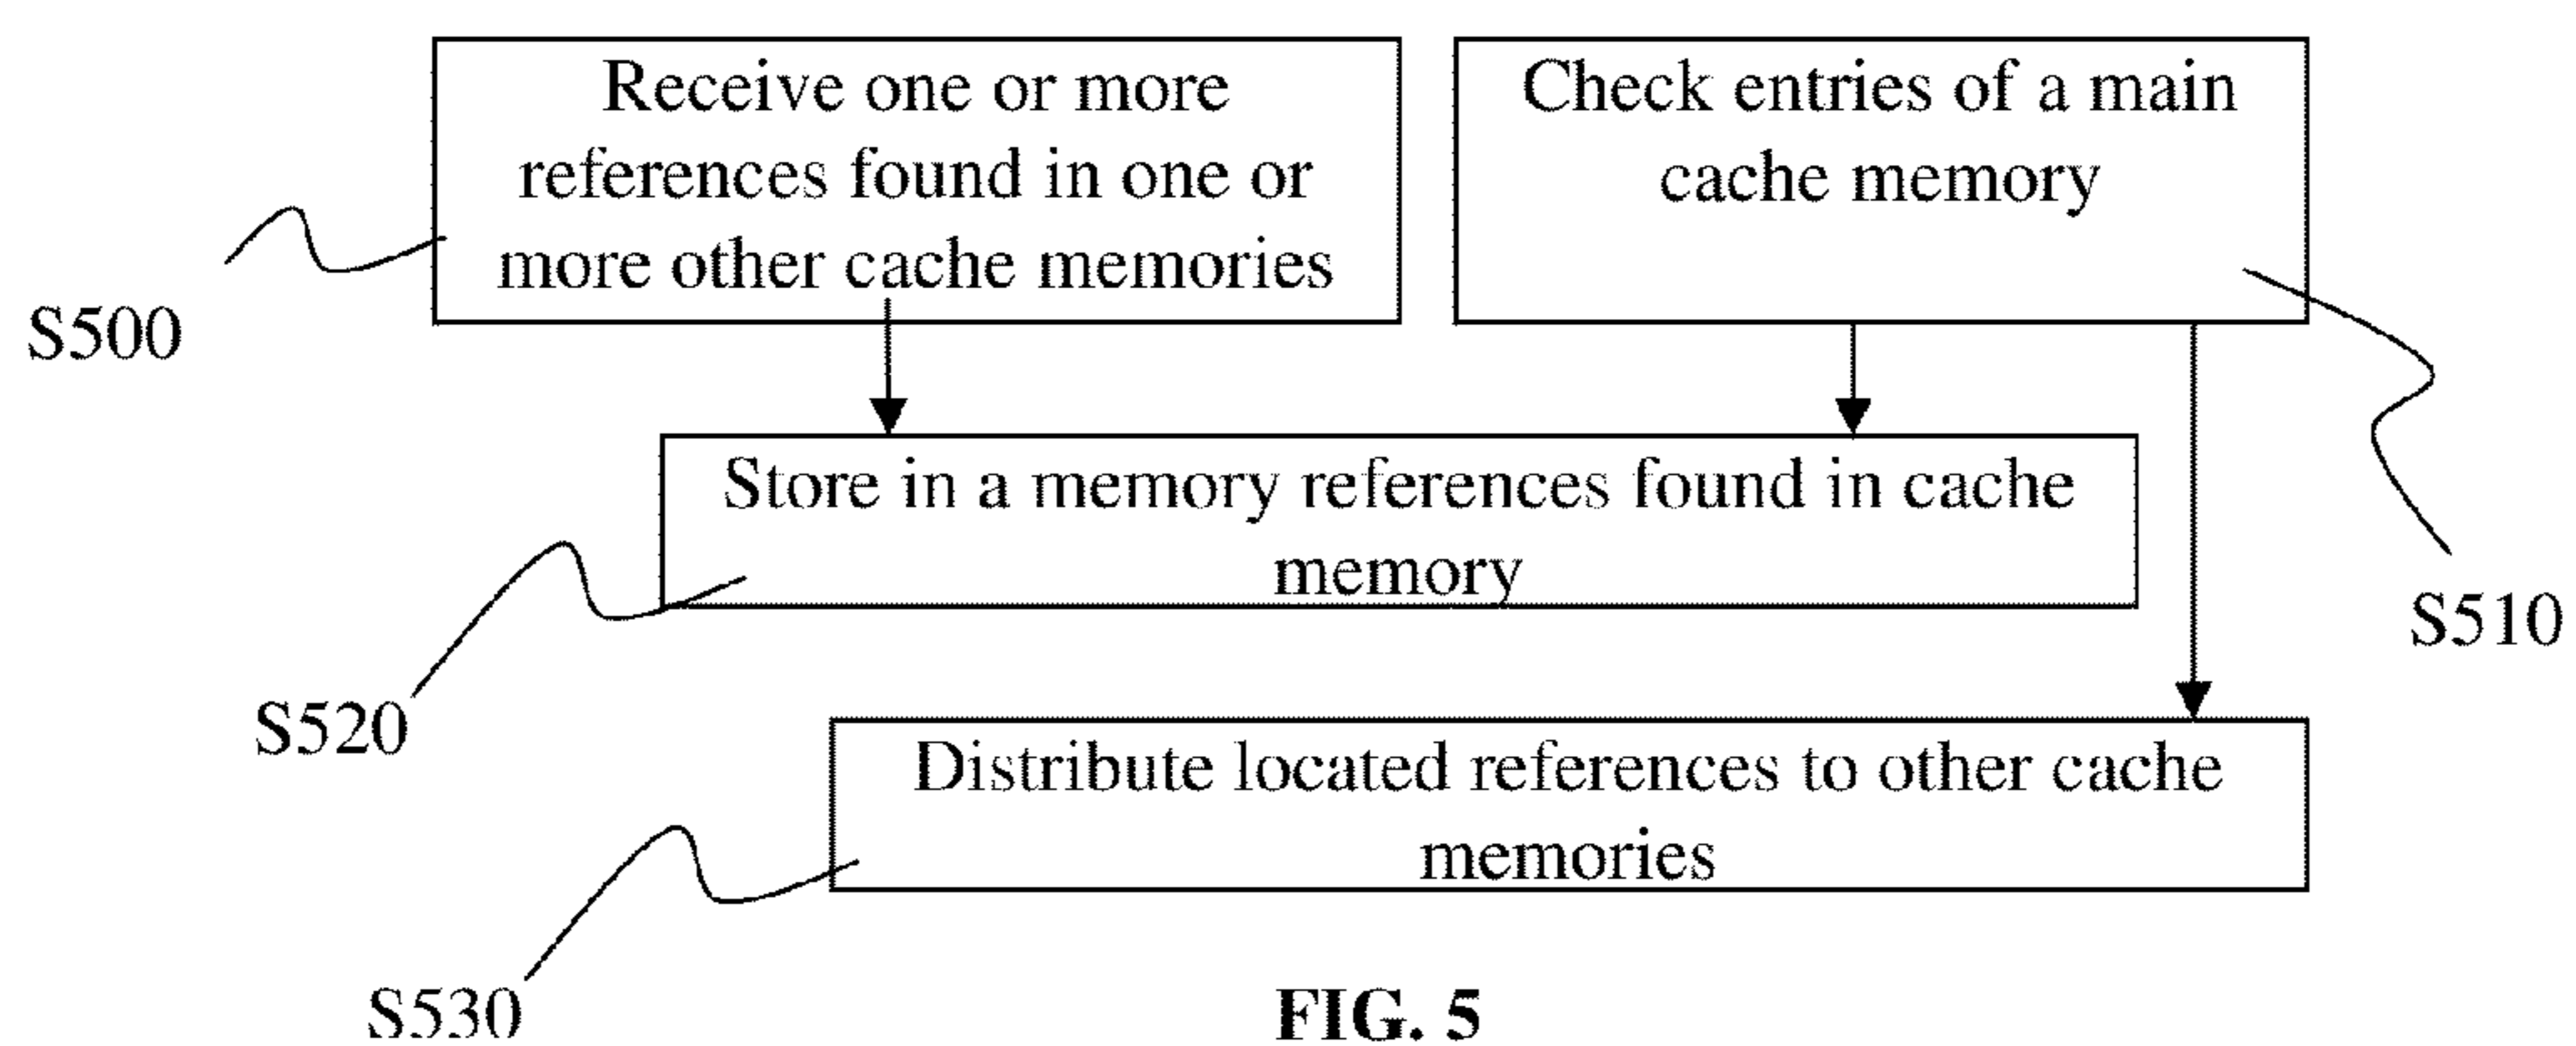 Receive one or more
references found in one or
more other cache memories
Check entries of a main
cache memory
S500
Store in a memory references found in cache
memory
S510
S520
Distribute located references to other cache
memories
S530
FIG. 5